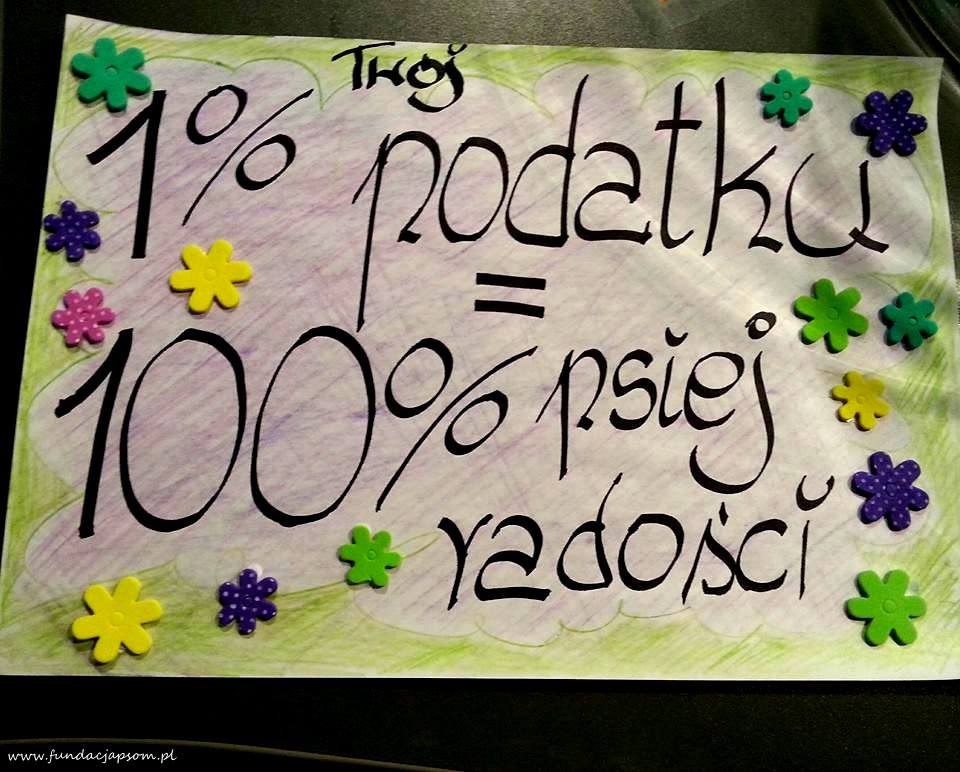 Twój
1% podatku
=
100% psiej
radości
www.fundacjapsom.pl